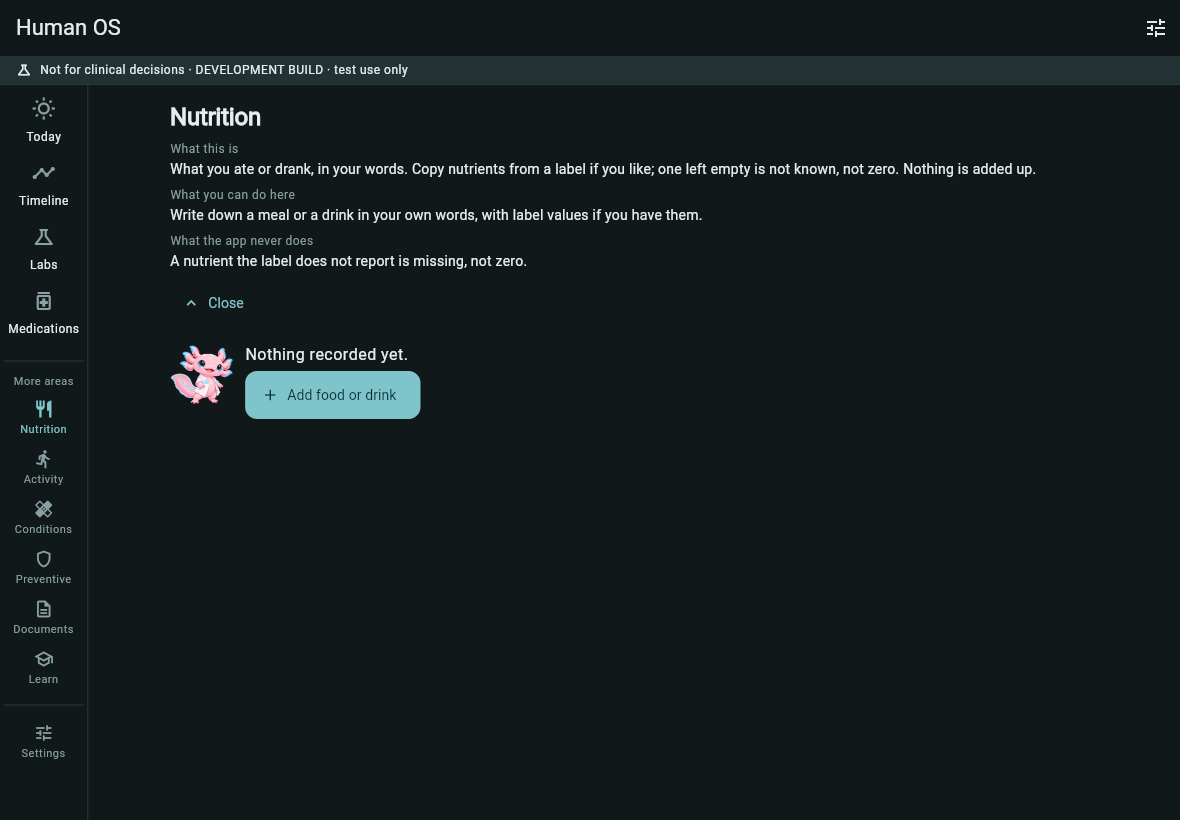 Human OS
Not for clinical decisions · DEVELOPMENT BUILD · test use only
Today
Timeline
Labs
Medications
More areas
Nutrition
Activity
Conditions
Preventive
Documents
Learn
Settings
Nutrition
What this is
What you ate or drank, in your words. Copy nutrients from a label if you like; one left empty is not known, not zero. Nothing is added up.
What you can do here
Write down a meal or a drink in your own words, with label values if you have them.
What the app never does
A nutrient the label does not report is missing, not zero.
Close
Nothing recorded yet.
Add food or drink